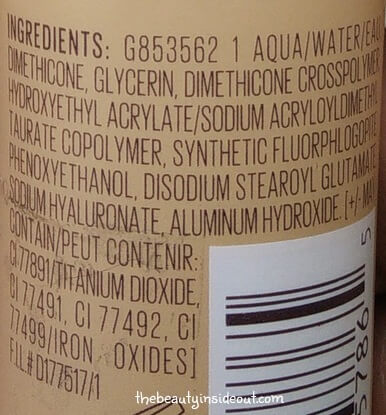 INGREDIENTS: G853562 1 AQUA/WATER/EAU
DIMETHICONE, GLYCERIN, DIMETHICONE CROSSPOLYMER
HYDROXYETHYL ACRYLATE/SODIUM ACRYLOYLDIMETHYL
TAURATE COPOLYMER, SYNTHETIC FLUORPHLOGOPITE
PHENOXYETHANOL, DISODIUM STEAROYL GLUTAMATE
SODIUM HYALURONATE, ALUMINUM HYDROXIDE. [+/- MAY
CONTAIN/PEUT CONTENIR:
CI 77891/TITANIUM DIOXIDE,
CI 77491, CI 77492, CI
77499/IRON OXIDES]
F.I.L.# D177517/1
5786 5
thebeautyinsideout.com